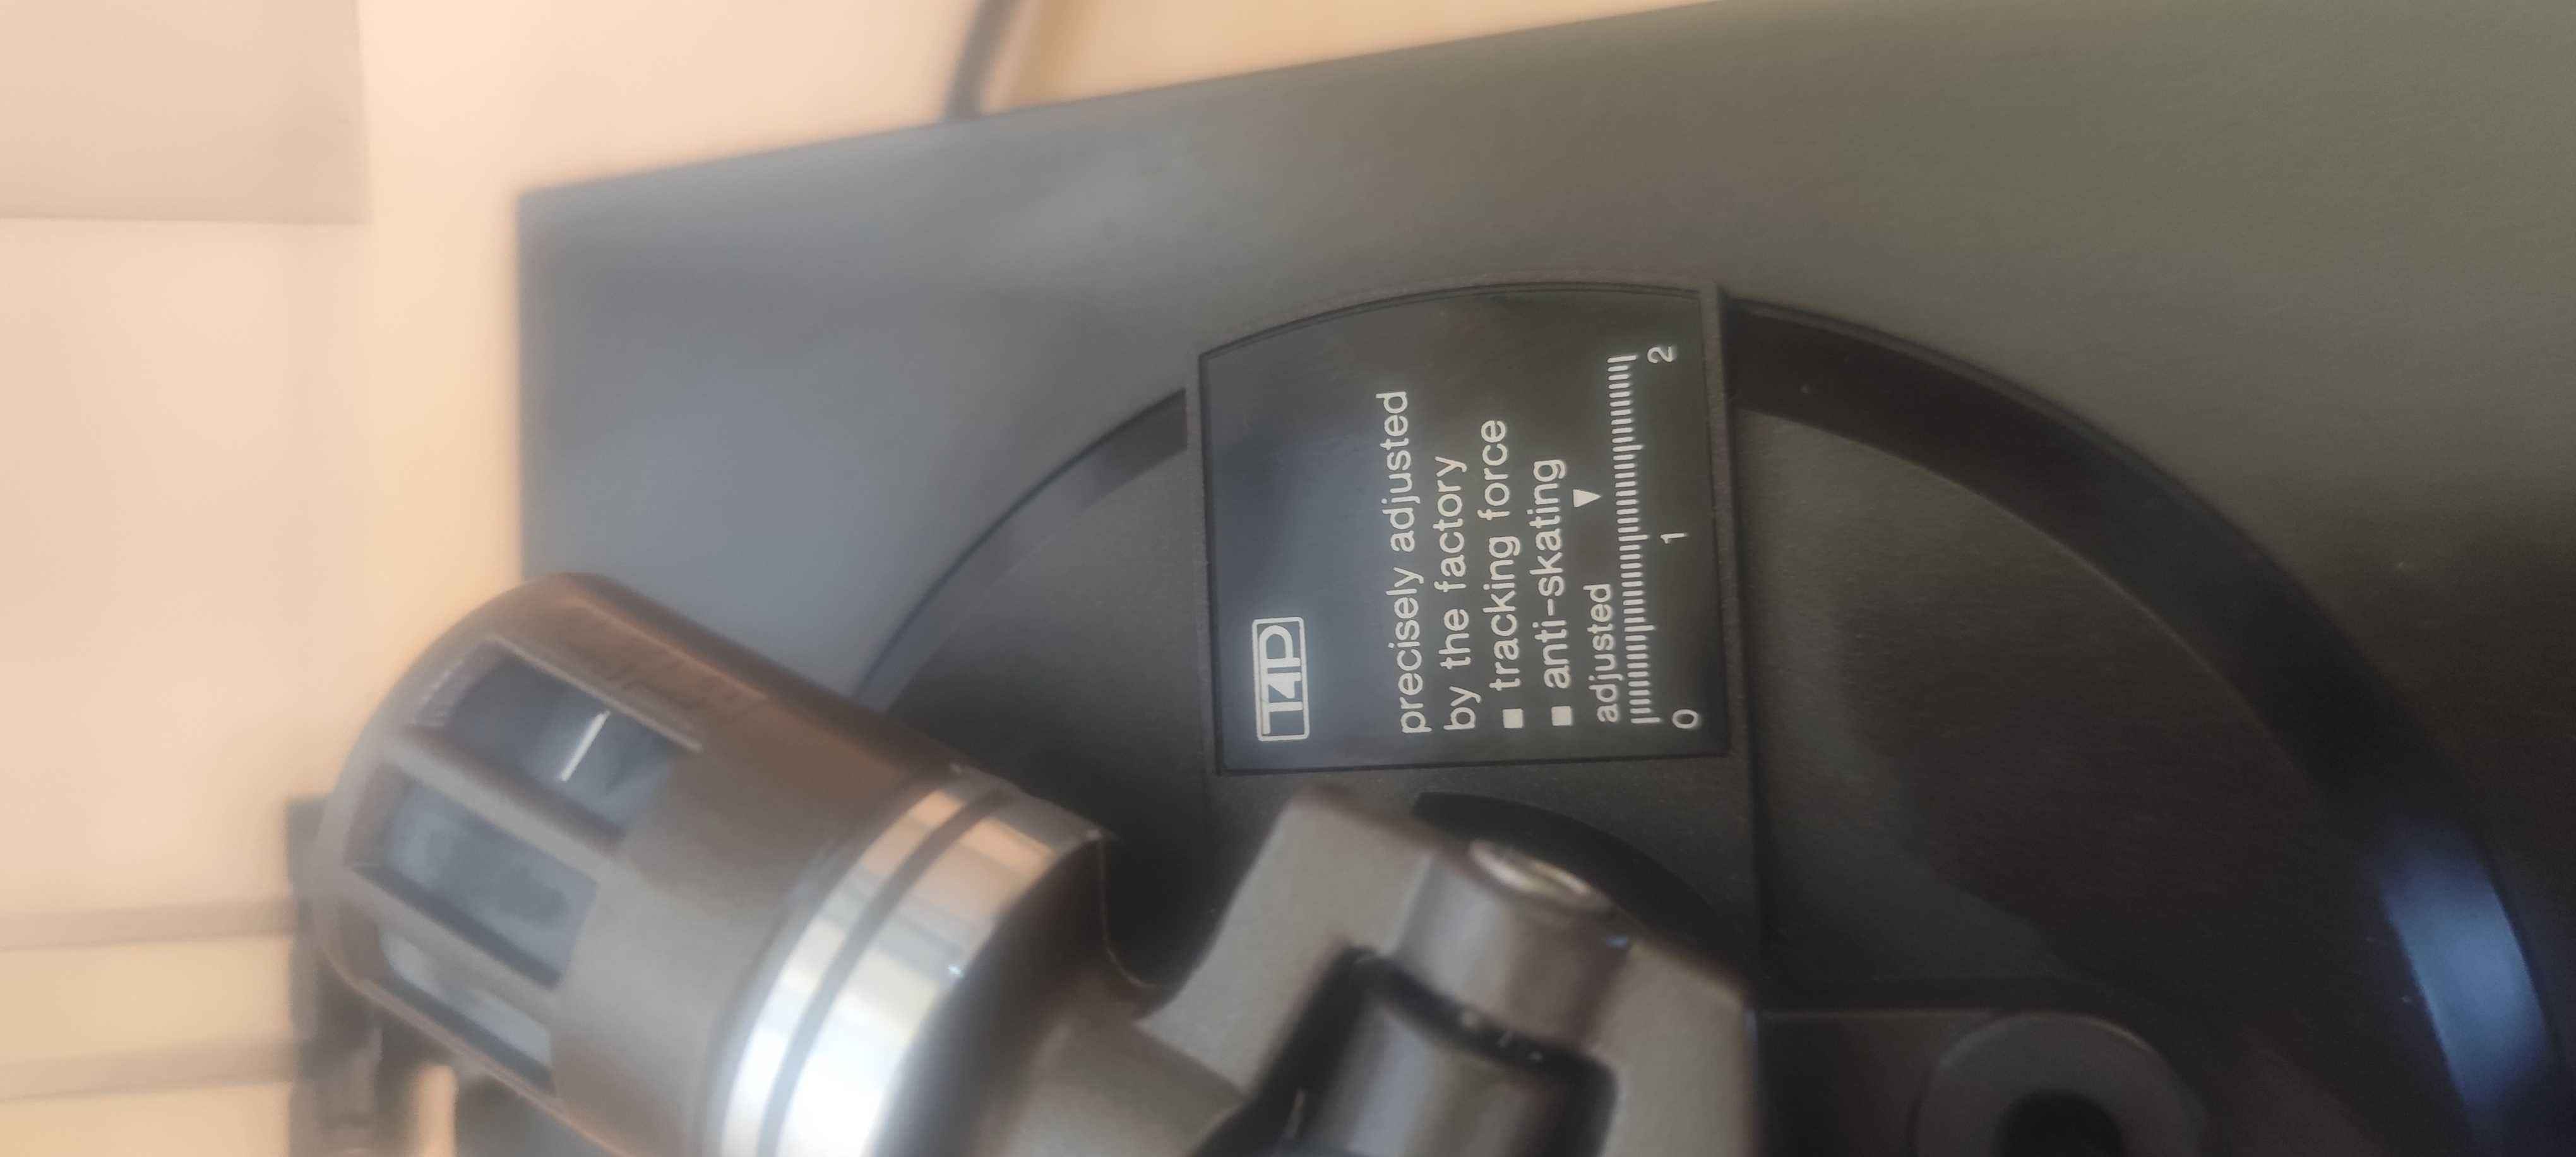 T4P
precisely adjusted
by the factory
■ tracking force
■ anti-skating
adjusted ▼
0 1 2